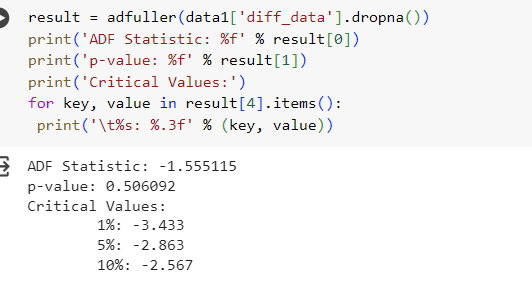 result = adfuller(data1['diff_data'].dropna())
print('ADF Statistic: %f' % result[0])
print('p-value: %f' % result[1])
print('Critical Values:')
for key, value in result[4].items():
 print('\t%s: %.3f' % (key, value))
ADF Statistic: -1.555115
p-value: 0.506092
Critical Values:
	1%: -3.433
	5%: -2.863
	10%: -2.567